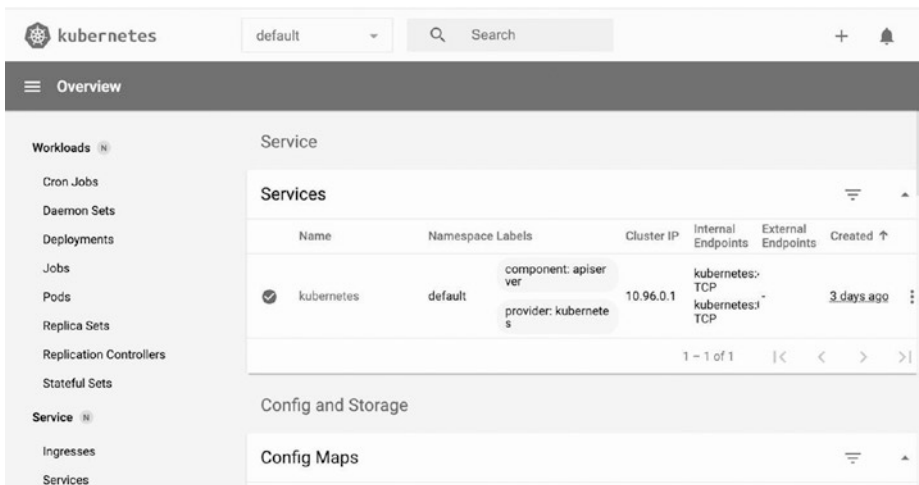 kubernetes
default
Search
Overview
Workloads N
Cron Jobs
Daemon Sets
Deployments
Jobs
Pods
Replica Sets
Replication Controllers
Stateful Sets
Service N
Ingresses
Services
Service
Services
Name Namespace Labels Cluster IP Internal Endpoints External Endpoints Created
kubernetes default component: apiser
ver
provider: kubernete
s
10.96.0.1
kubernetes:
TCP
kubernetes:
TCP
-
3 days ago
1 – 1 of 1
Config and Storage
Config Maps